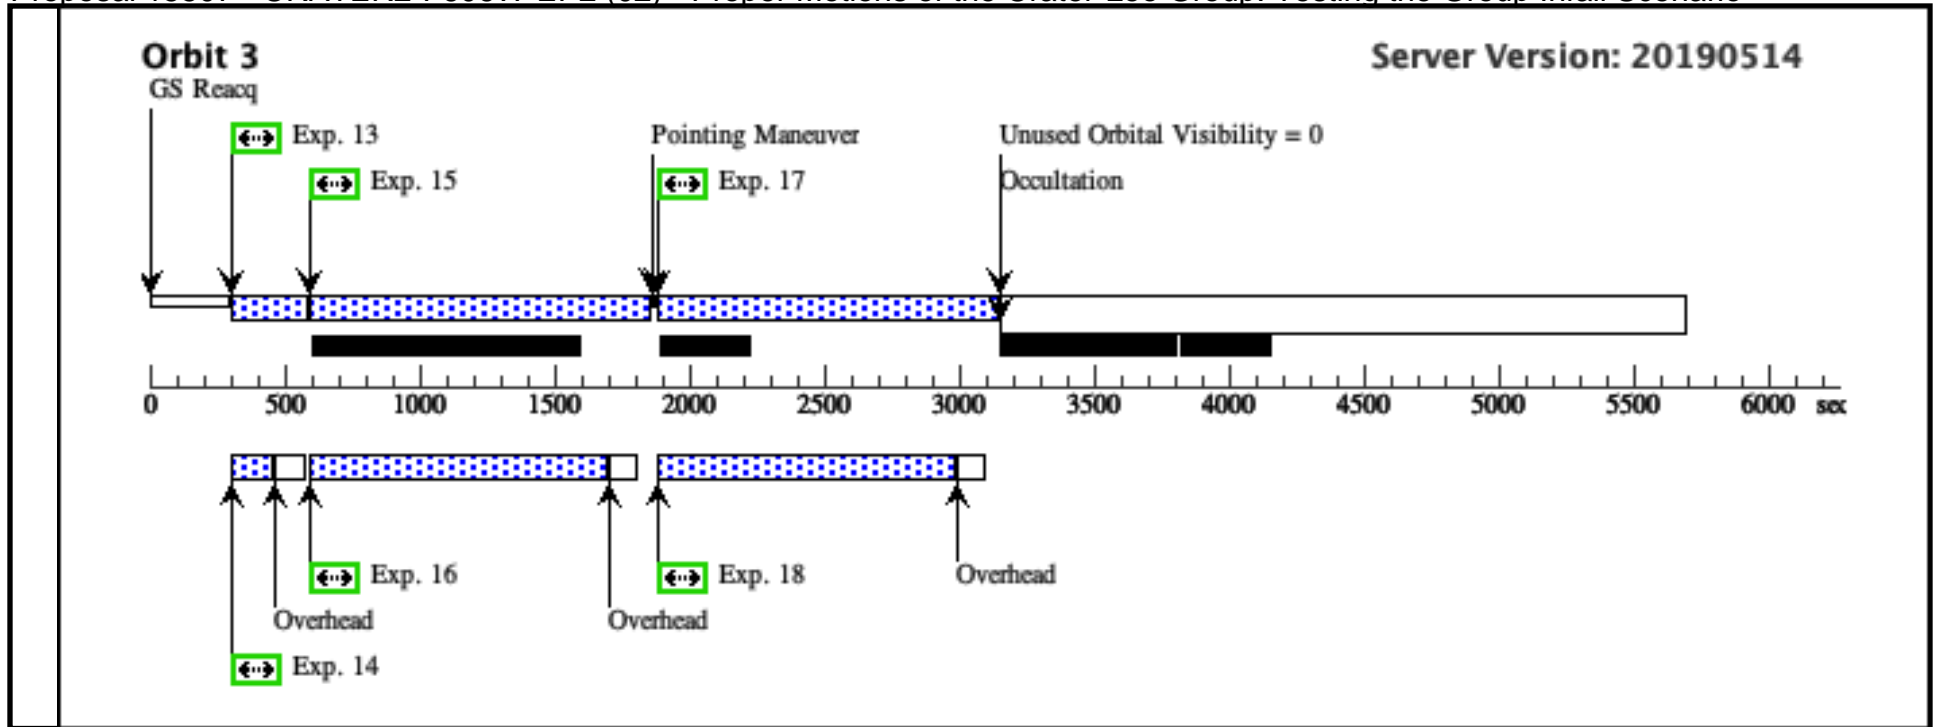 Orbit 3
Server Version: 20190514
GS Reacq
Exp. 13
Pointing Maneuver
Unused Orbital Visibility = 0
Exp. 15
Exp. 17
Occultation
0 500 1000 1500 2000 2500 3000 3500 4000 4500 5000 5500 6000 sec
Exp. 16
Exp. 18
Overhead
Overhead
Overhead
Exp. 14